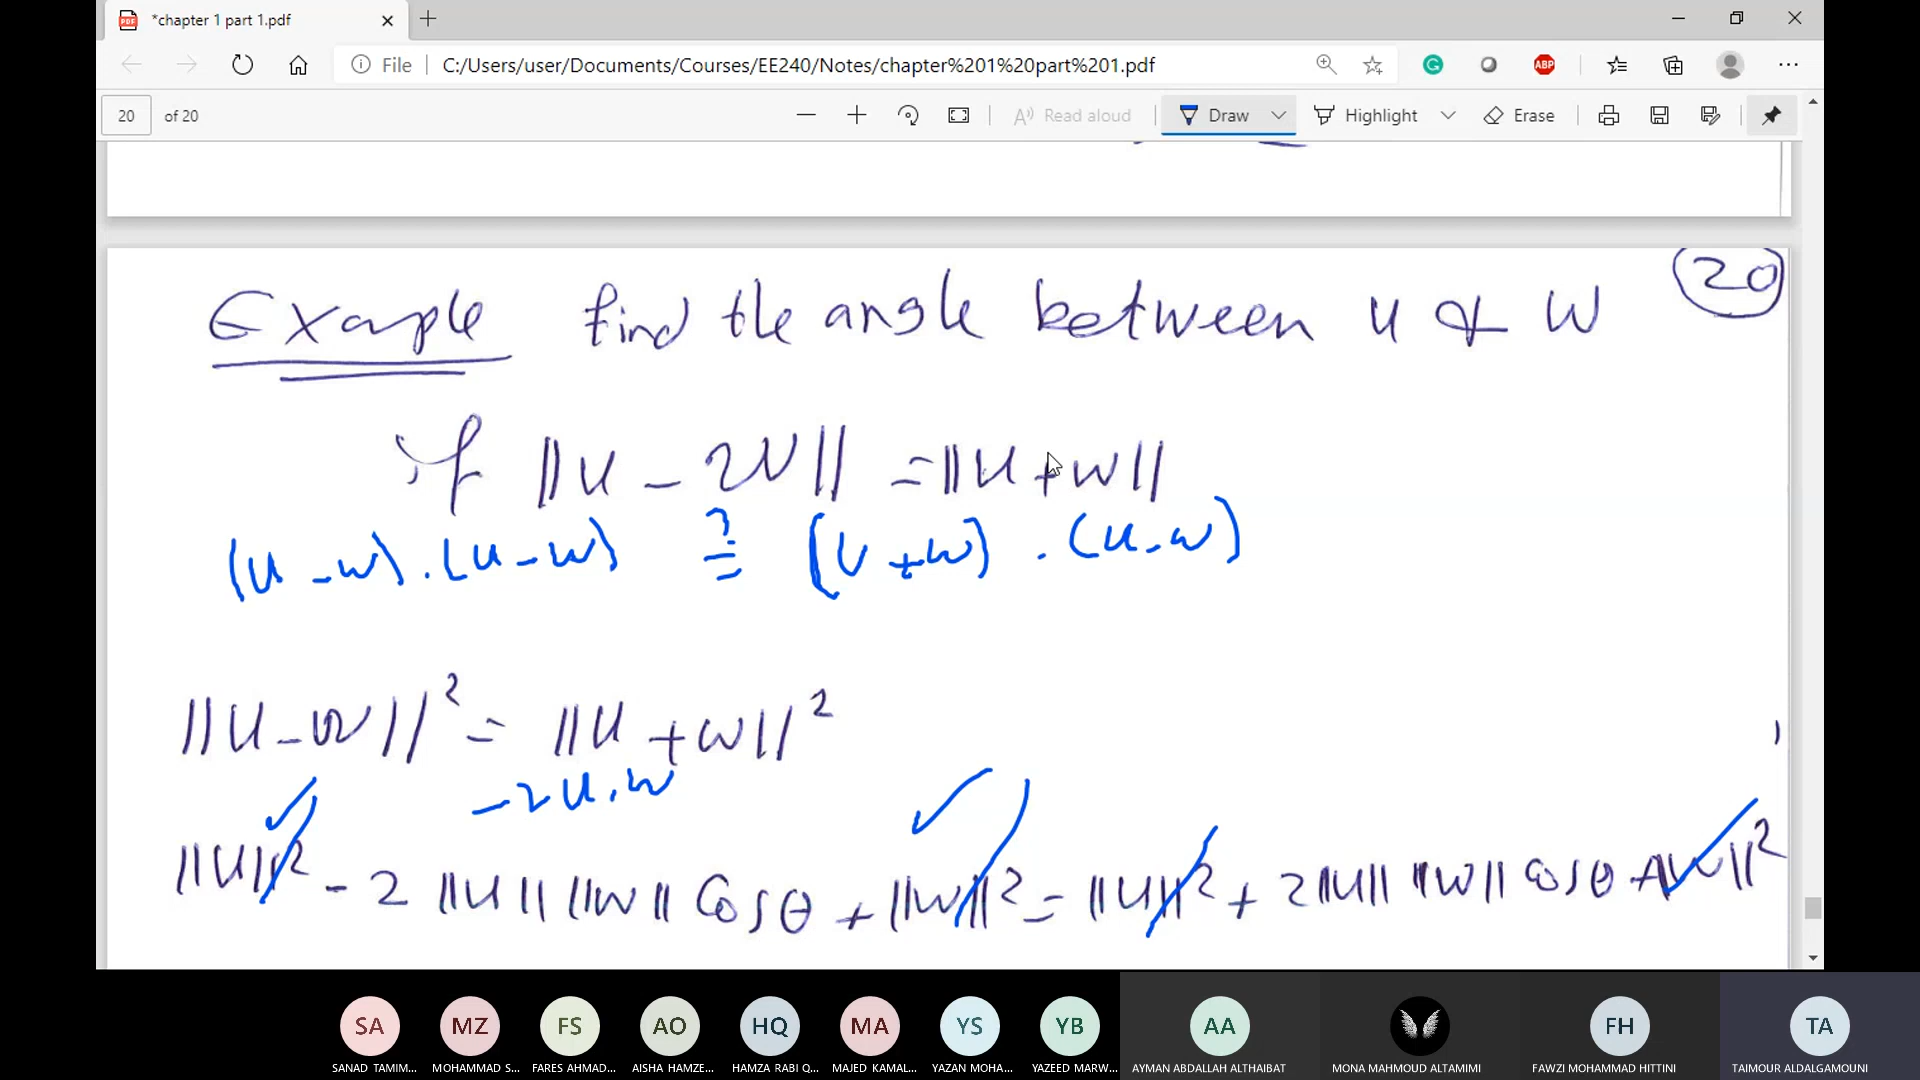 *chapter 1 part 1.pdf
File | C:/Users/user/Documents/Courses/EE240/Notes/chapter%201%20part%201.pdf
ABP
20 of 20
Read aloud
Draw
Highlight
Erase
Example find the angle between u & w
20
if ||u - 2w|| = ||u + w||
(u - w) . (u - w) ?= (u + w) . (u - w)
||u - w||² = ||u + w||²
- 2 u . w
||u||² - 2 ||u|| ||w|| Cos θ + ||w||² = ||u||² + 2 ||u|| ||w|| Cos θ + ||w||²
SA MZ FS AO HQ MA YS YB AA FH TA
SANAD TAMIM... MOHAMMAD S... FARES AHMAD... AISHA HAMZE... HAMZA RABI Q... MAJED KAMAL... YAZAN MOHA... YAZEED MARW... AYMAN ABDALLAH ALTHAIBAT MONA MAHMOUD ALTAMIMI FAWZI MOHAMMAD HITTINI TAIMOUR ALDALGAMOUNI